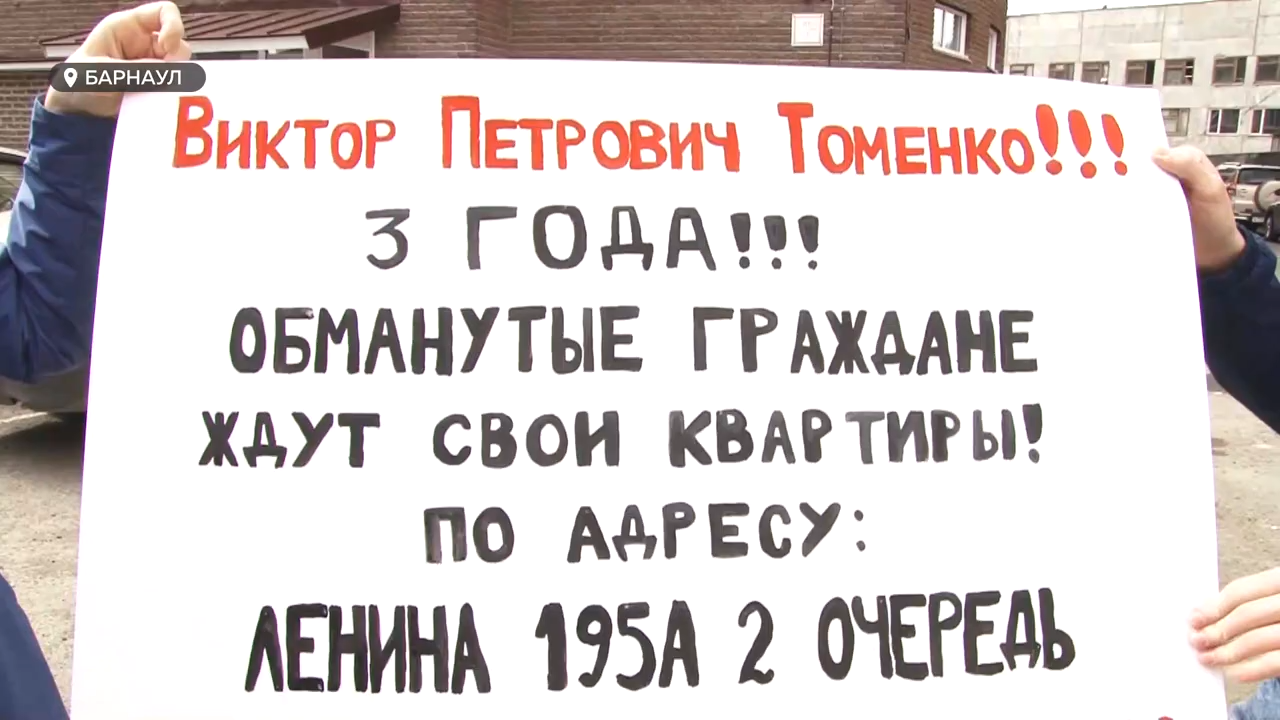 БАРНАУЛ
Виктор Петрович Томенко!!!
3 ГОДА!!!
ОБМАНУТЫЕ ГРАЖДАНЕ
ЖДУТ СВОИ КВАРТИРЫ!
ПО АДРЕСУ:
ЛЕНИНА 195А 2 ОЧЕРЕДЬ